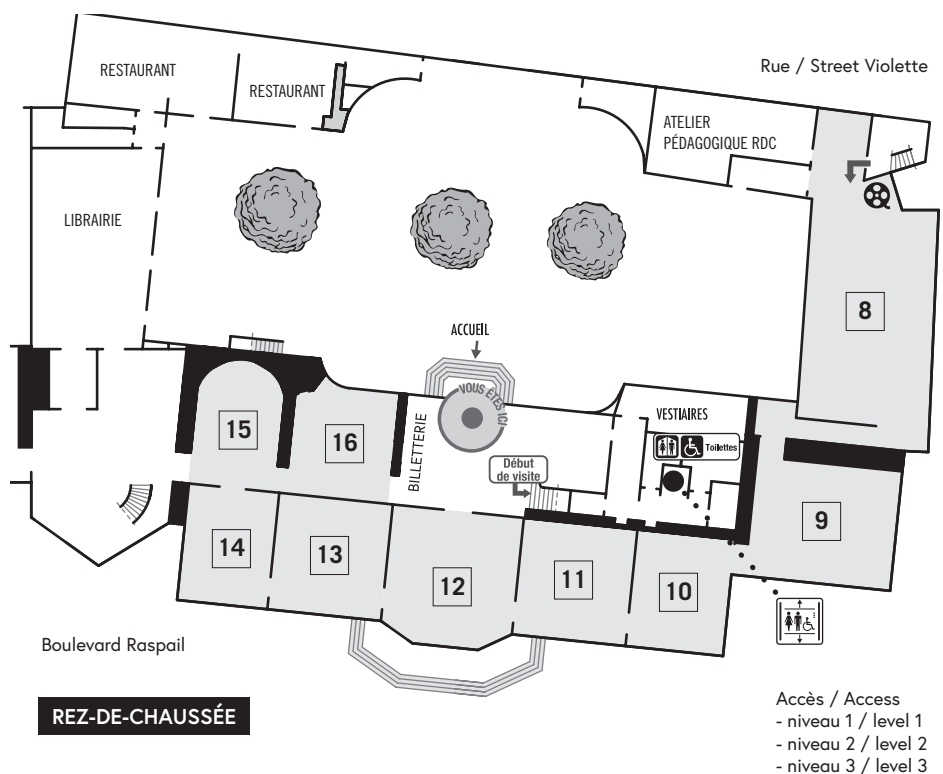 Rue / Street Violette
RESTAURANT
RESTAURANT
ATELIER
PÉDAGOGIQUE RDC
LIBRAIRIE
8
ACCUEIL
VOUS ÊTES ICI
VESTIAIRES
15
16
BILLETTERIE
Toilettes
Début
de visite
9
14
13
12
11
10
Boulevard Raspail
REZ-DE-CHAUSSÉE
Accès / Access
- niveau 1 / level 1
- niveau 2 / level 2
- niveau 3 / level 3